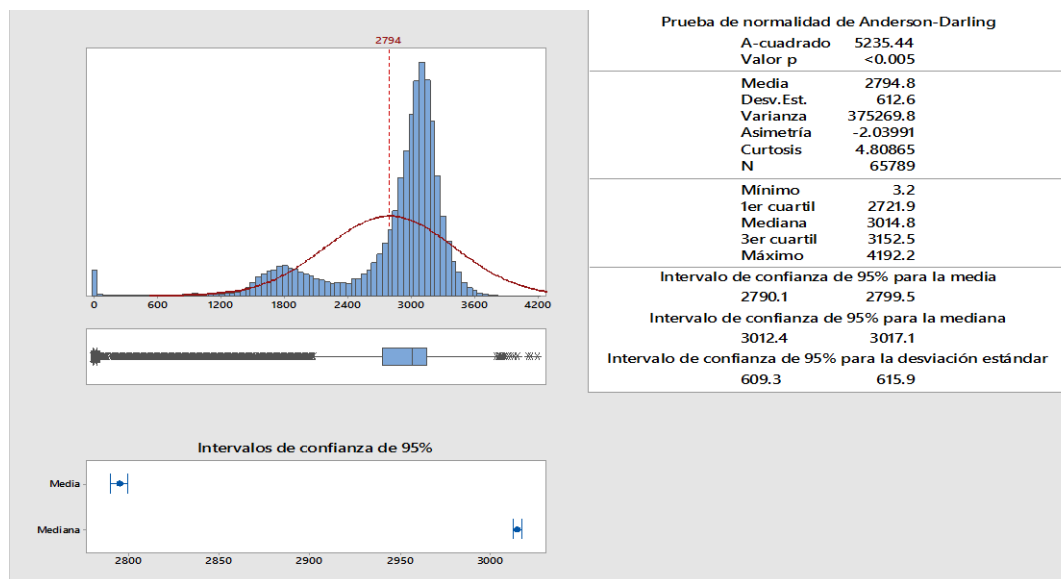 2794
0 600 1200 1800 2400 3000 3600 4200
Intervalos de confianza de 95%
Media
Mediana
2800 2850 2900 2950 3000
Prueba de normalidad de Anderson-Darling
A-cuadrado 5235.44
Valor p <0.005
Media 2794.8
Desv.Est. 612.6
Varianza 375269.8
Asimetría -2.03991
Curtosis 4.80865
N 65789
Mínimo 3.2
1er cuartil 2721.9
Mediana 3014.8
3er cuartil 3152.5
Máximo 4192.2
Intervalo de confianza de 95% para la media
2790.1 2799.5
Intervalo de confianza de 95% para la mediana
3012.4 3017.1
Intervalo de confianza de 95% para la desviación estándar
609.3 615.9